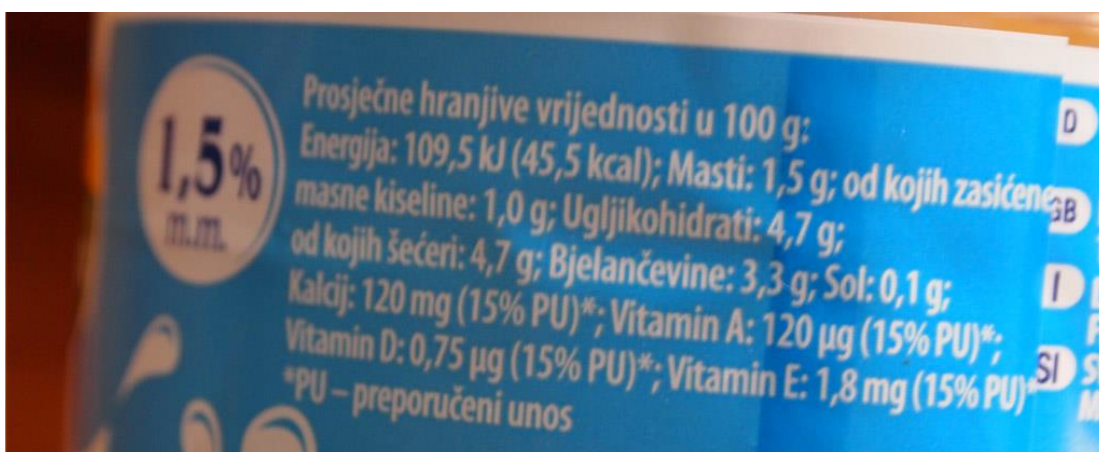 1,5%
m.m.
Prosječne hranjive vrijednosti u 100 g:
Energija: 109,5 kJ (45,5 kcal); Masti: 1,5 g; od kojih zasićene
masne kiseline: 1,0 g; Ugljikohidrati: 4,7 g;
od kojih šećeri: 4,7 g; Bjelančevine: 3,3 g; Sol: 0,1 g;
Kalcij: 120 mg (15% PU)*; Vitamin A: 120 µg (15% PU)*;
Vitamin D: 0,75 µg (15% PU)*; Vitamin E: 1,8 mg (15% PU)*
*PU – preporučeni unos
D
GB
I
SI